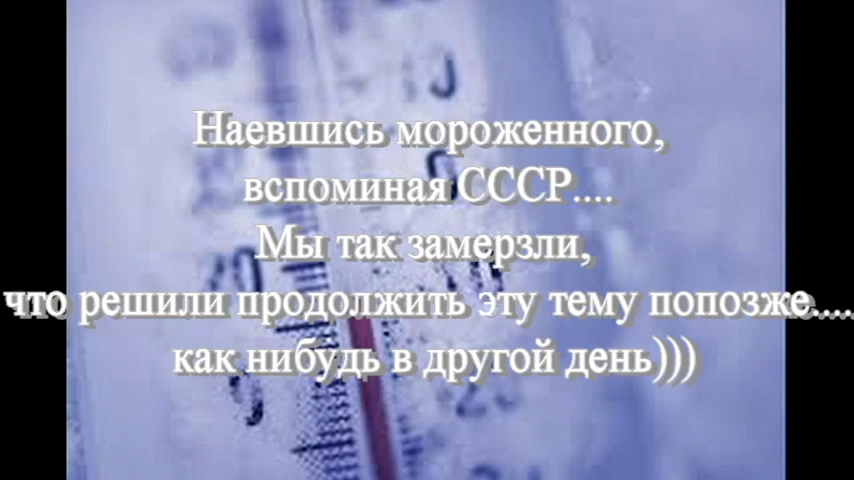 Наевшись мороженного,
вспоминая СССР....
Мы так замерзли,
что решили продолжить эту тему попозже....
как нибудь в другой день)))